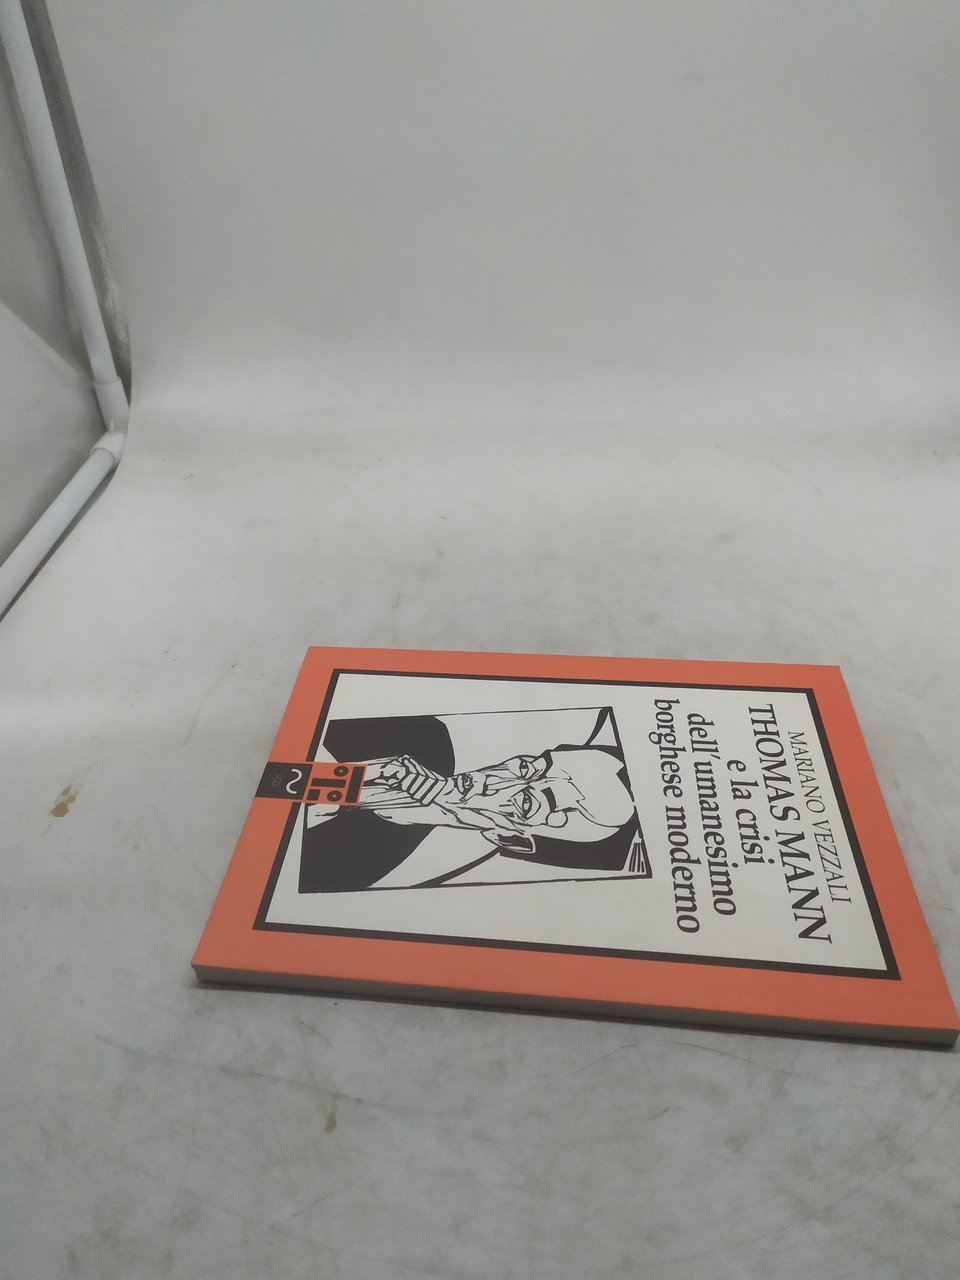 MARIANO VEZZALI
THOMAS MANN
e la crisi
dell'umanesimo
borghese moderno